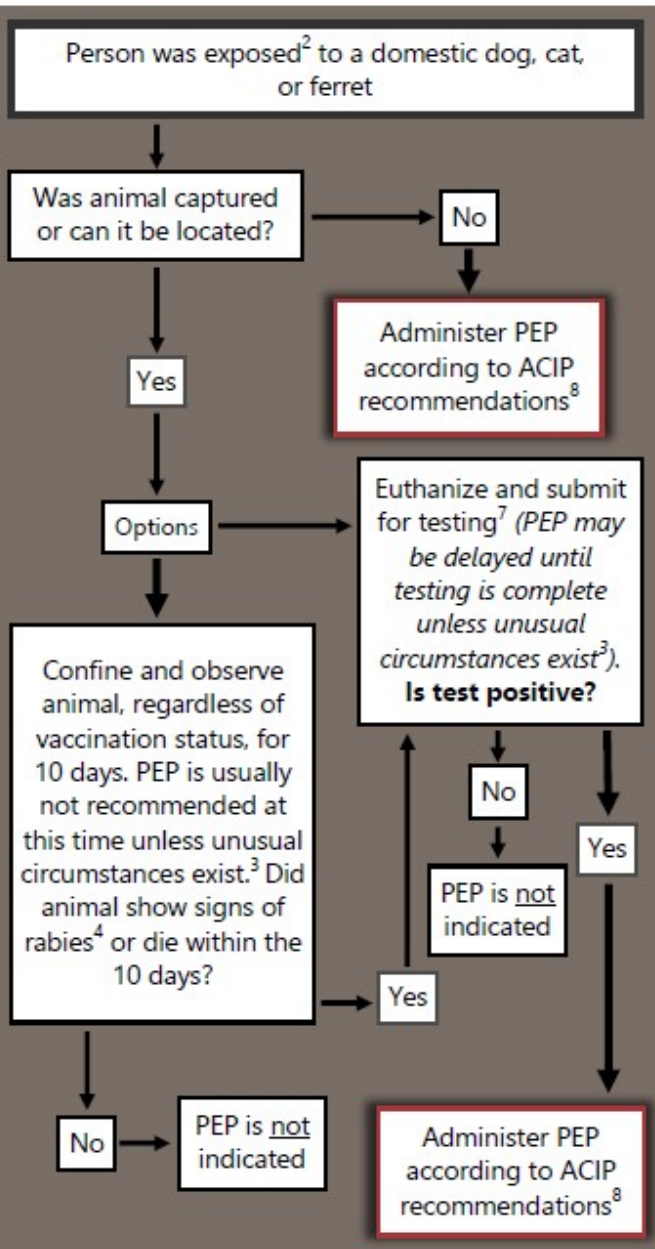 Person was exposed² to a domestic dog, cat,
or ferret
Was animal captured
or can it be located?
No
Administer PEP
according to ACIP
recommendations⁸
Yes
Options
Euthanize and submit
for testing⁷ (PEP may
be delayed until
testing is complete
unless unusual
circumstances exist³).
Is test positive?
Confine and observe
animal, regardless of
vaccination status, for
10 days. PEP is usually
not recommended at
this time unless unusual
circumstances exist.³ Did
animal show signs of
rabies⁴ or die within the
10 days?
No
Yes
PEP is not
indicated
Yes
No
PEP is not
indicated
Administer PEP
according to ACIP
recommendations⁸